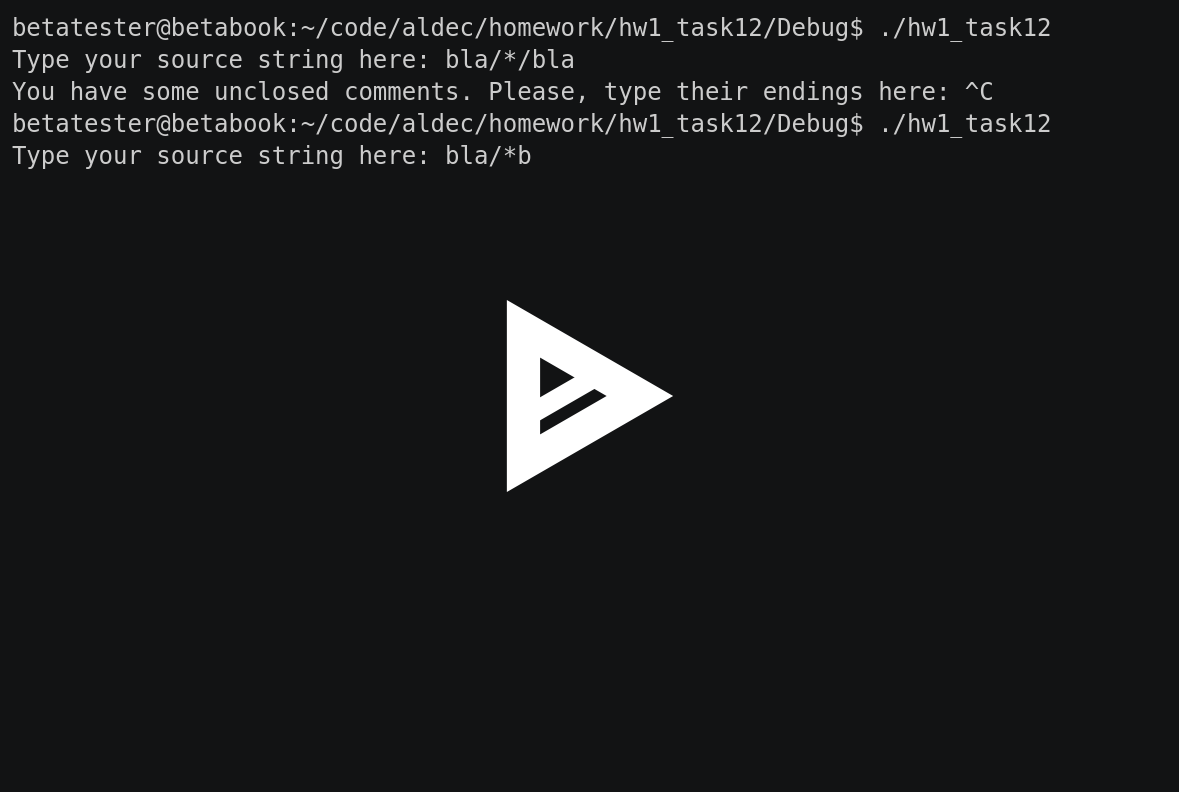 betatester@betabook:~/code/aldec/homework/hw1_task12/Debug$ ./hw1_task12
Type your source string here: bla/*/bla
You have some unclosed comments. Please, type their endings here: ^C
betatester@betabook:~/code/aldec/homework/hw1_task12/Debug$ ./hw1_task12
Type your source string here: bla/*b